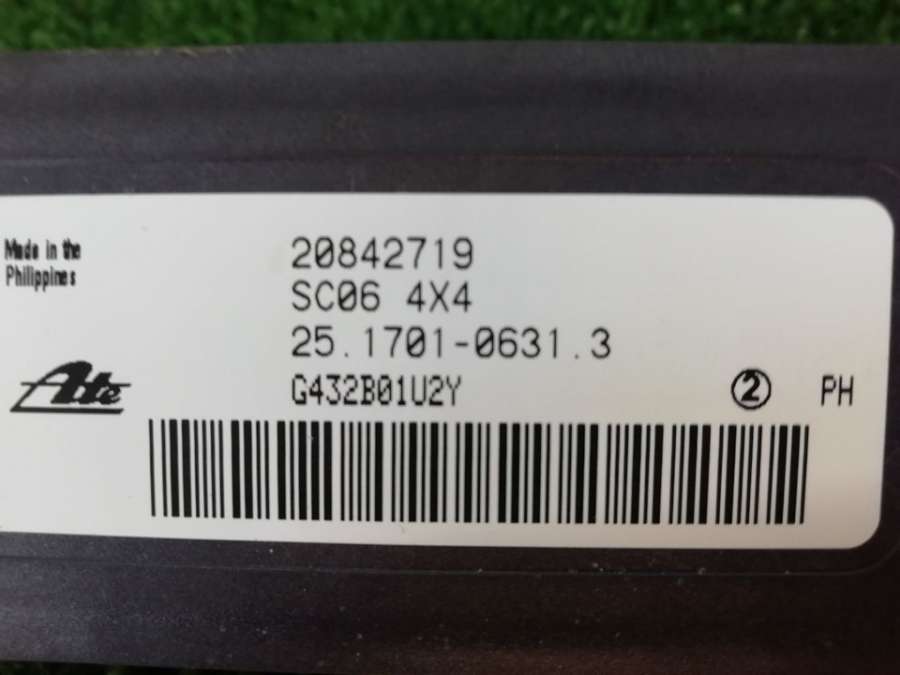 Made in the
Philippines
20842719
SC06 4X4
25.1701-0631.3
Ate
G432B01U2Y
2 PH